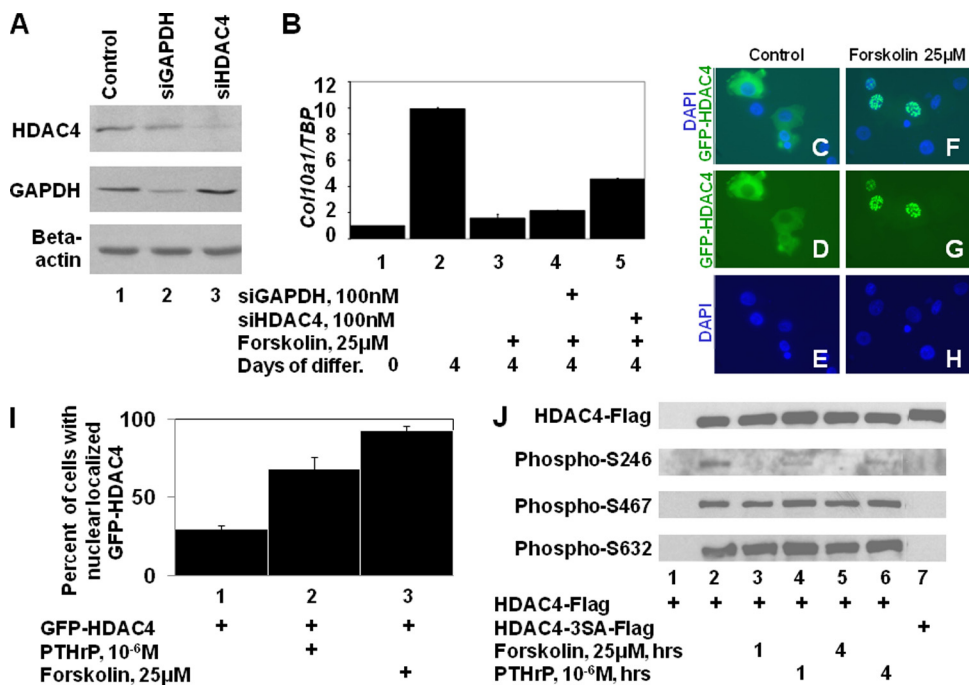 A
Control
siGAPDH
siHDAC4
HDAC4
GAPDH
Beta-
actin
1 2 3
B
Col10a1/TBP
12
10
8
6
4
2
0
1 2 3 4 5
siGAPDH, 100nM +
siHDAC4, 100nM +
Forskolin, 25µM + + +
Days of differ. 0 4 4 4 4
Control Forskolin 25µM
DAPI
GFP-HDAC4
C F
GFP-HDAC4
D G
DAPI
E H
I
Percent of cells with
nuclear localized
GFP-HDAC4
100
50
0
1 2 3
GFP-HDAC4 + + +
PTHrP, 10⁻⁶M +
Forskolin, 25µM +
J
HDAC4-Flag
Phospho-S246
Phospho-S467
Phospho-S632
1 2 3 4 5 6 7
HDAC4-Flag + + + + + +
HDAC4-3SA-Flag +
Forskolin, 25µM, hrs 1 4
PTHrP, 10⁻⁶M, hrs 1 4